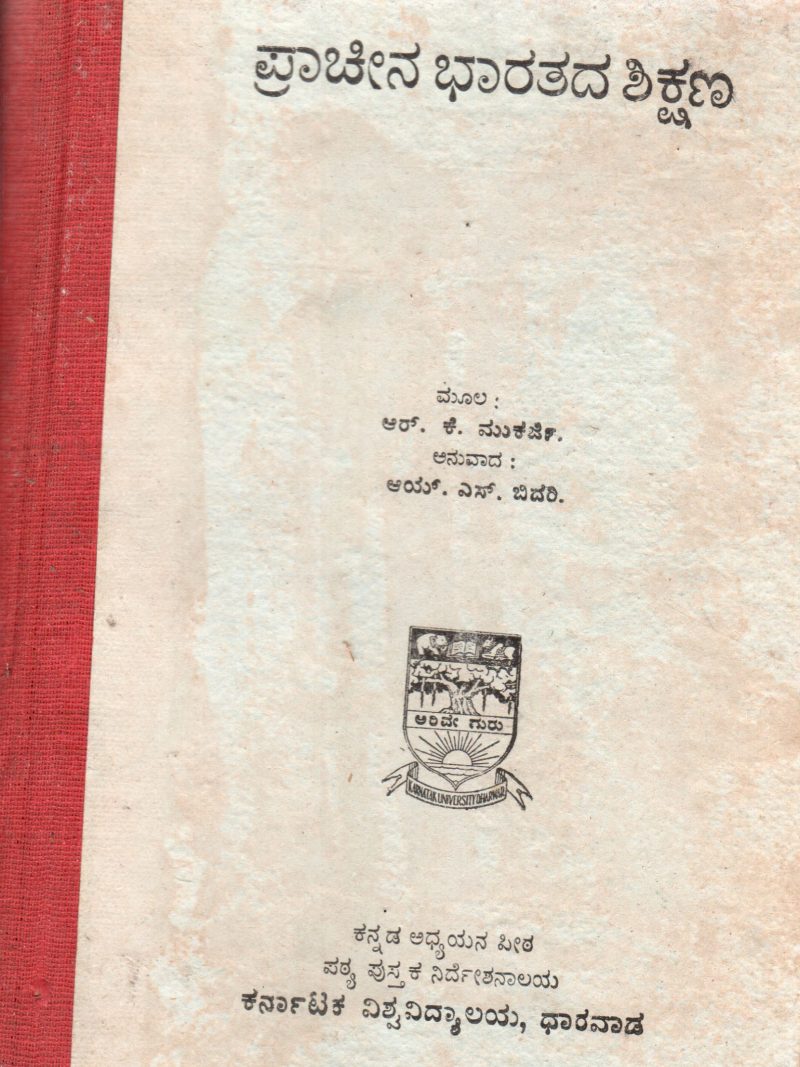 ಪ್ರಾಚೀನ ಭಾರತದ ಶಿಕ್ಷಣ
ಮೂಲ :
ಆರ್. ಕೆ. ಮುಕರ್ಜಿ.
ಅನುವಾದ :
ಆಯ್. ಎಸ್. ಬಿದರಿ.
ಅರಿವೇ ಗುರು
KARNATAK UNIVERSITY DHARWAR
ಕನ್ನಡ ಅಧ್ಯಯನ ಪೀಠ
ಪಠ್ಯ ಪುಸ್ತಕ ನಿರ್ದೇಶನಾಲಯ
ಕರ್ನಾಟಕ ವಿಶ್ವವಿದ್ಯಾಲಯ, ಧಾರವಾಡ